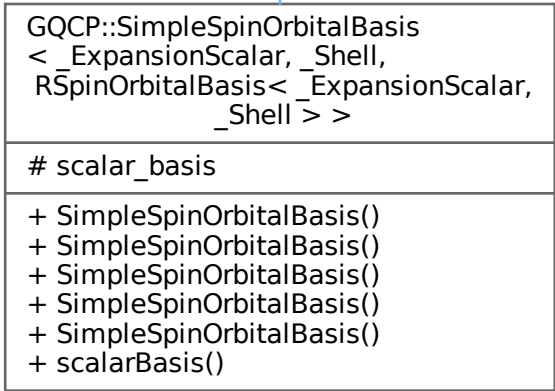 GQCP::SimpleSpinOrbitalBasis
< _ExpansionScalar, _Shell,
RSpinOrbitalBasis< _ExpansionScalar,
_Shell > >
# scalar_basis
+ SimpleSpinOrbitalBasis()
+ SimpleSpinOrbitalBasis()
+ SimpleSpinOrbitalBasis()
+ SimpleSpinOrbitalBasis()
+ SimpleSpinOrbitalBasis()
+ scalarBasis()